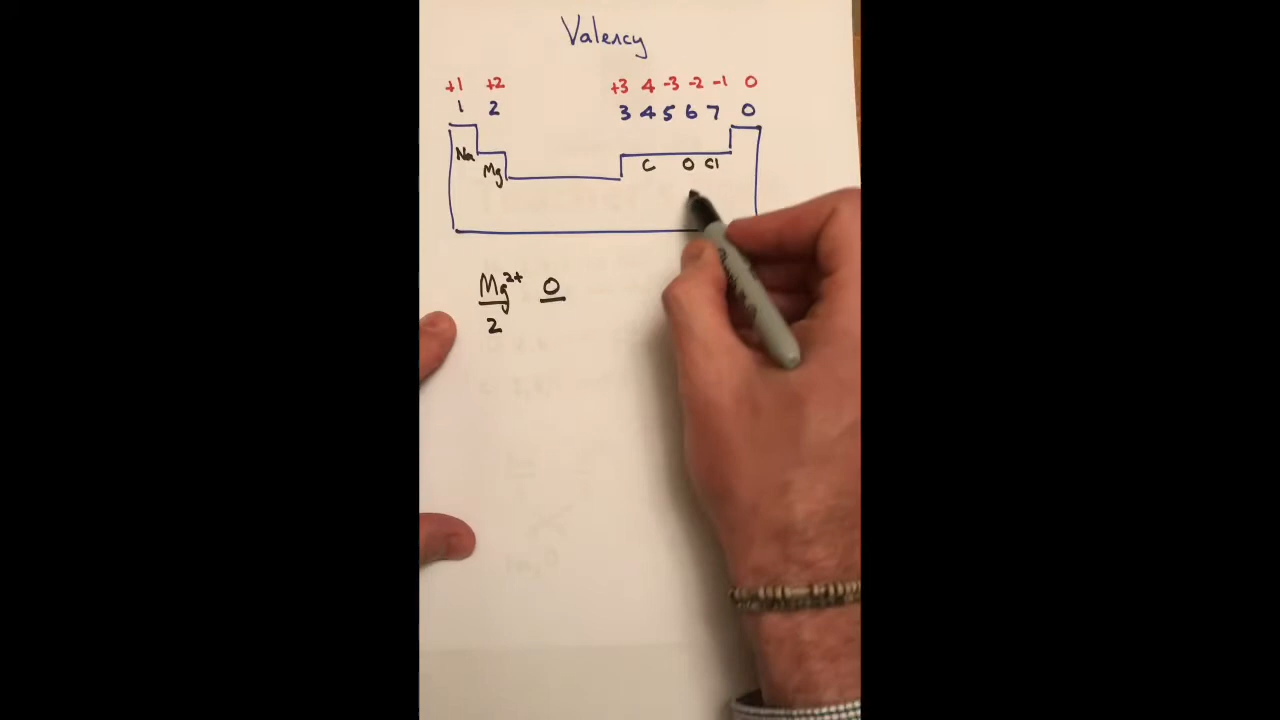 Valency
+1 +2 +3 4 -3 -2 -1 0
1 2 3 4 5 6 7 0
Na Mg C O Cl
Mg2+ O
2